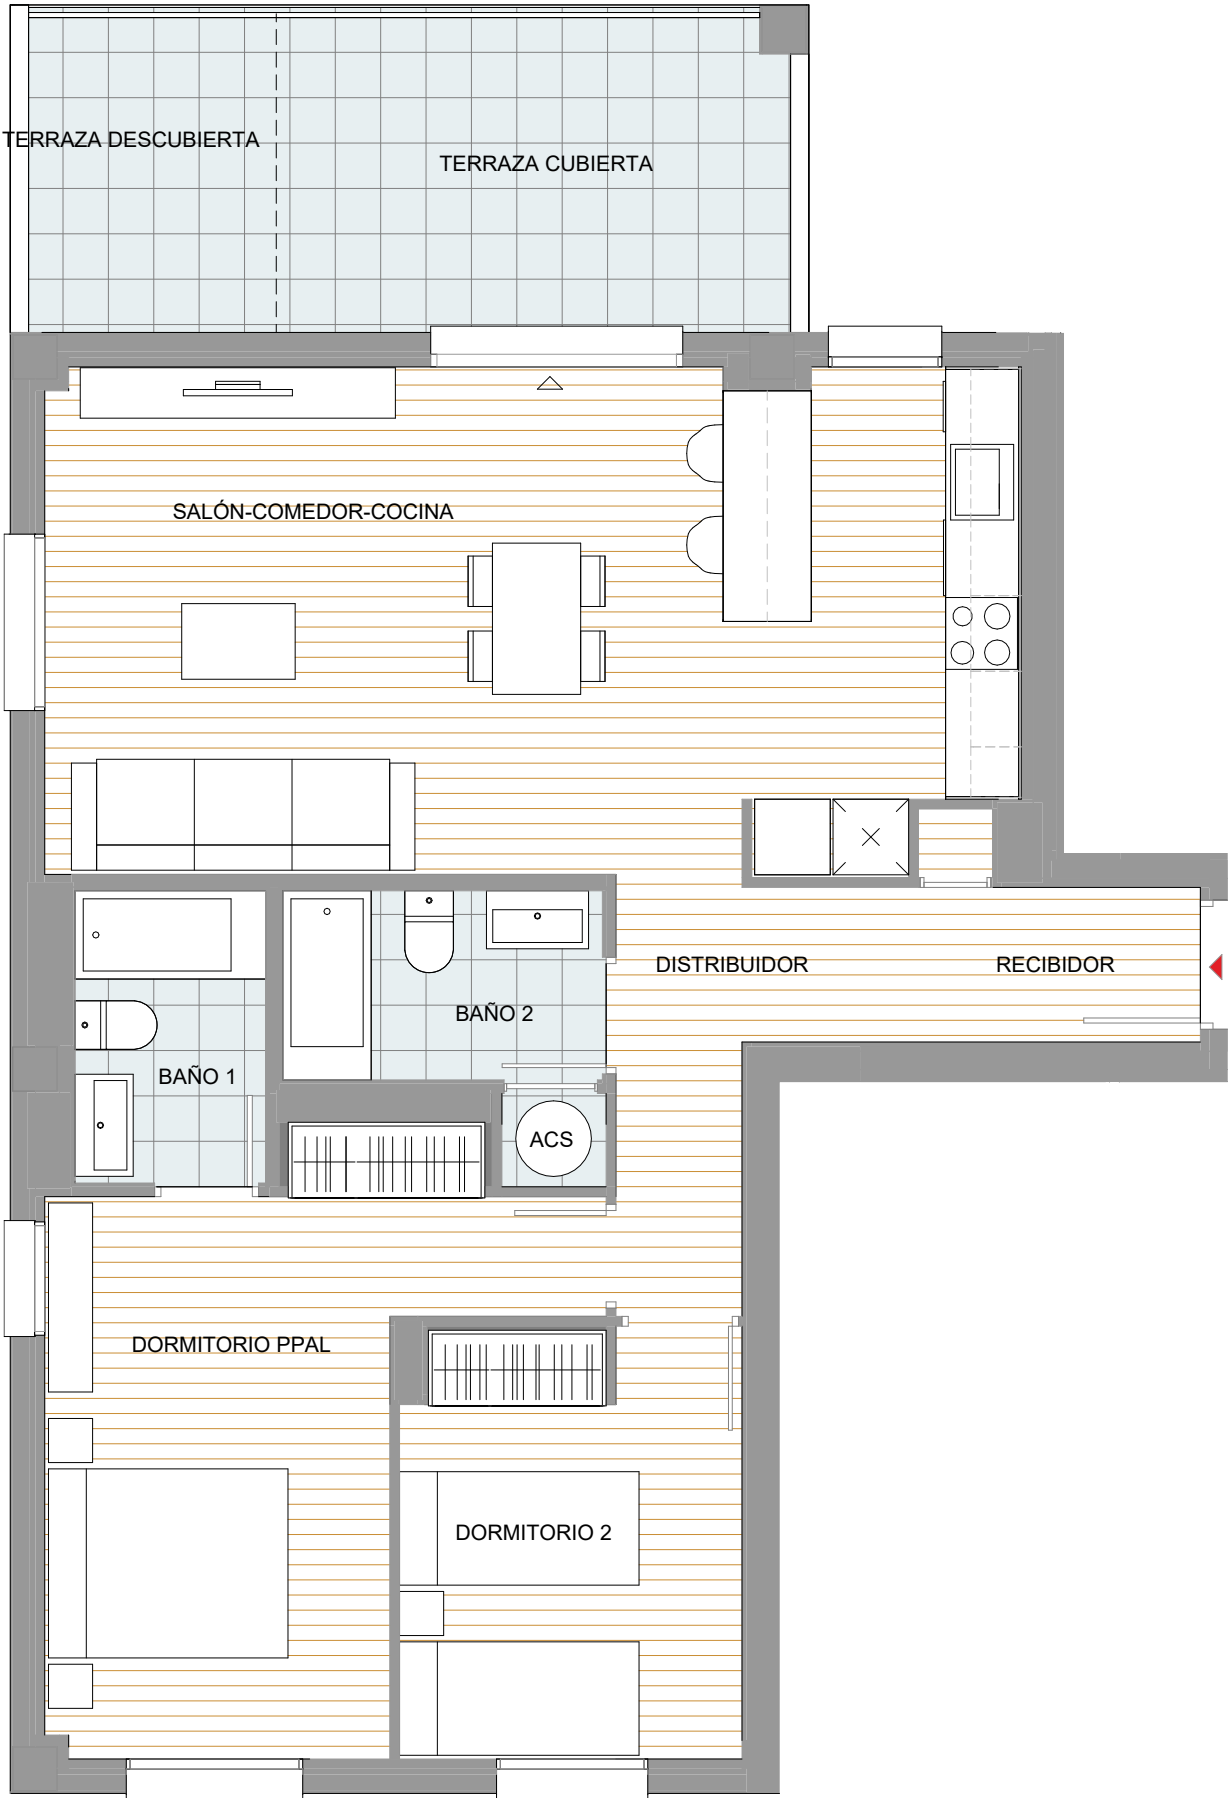 TERRAZA DESCUBIERTA
TERRAZA CUBIERTA
SALÓN-COMEDOR-COCINA
DISTRIBUIDOR
RECIBIDOR
BAÑO 2
BAÑO 1
ACS
DORMITORIO PPAL
DORMITORIO 2